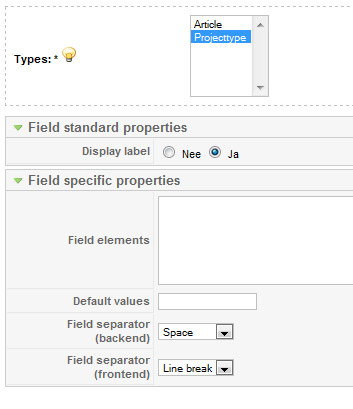 Types: *
Article
Projecttype
Field standard properties
Display label Nee Ja
Field specific properties
Field elements
Default values
Field separator
(backend)
Space
Field separator
(frontend)
Line break